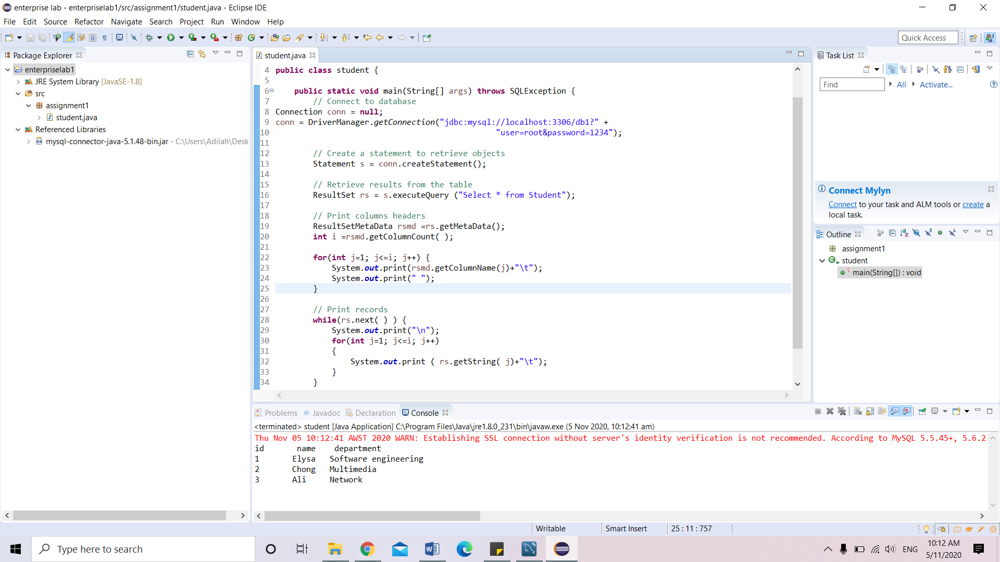 enterprise lab - enterpriselab1/src/assignment1/student.java - Eclipse IDE
File Edit Source Refactor Navigate Search Project Run Window Help
Quick Access
Package Explorer
enterpriselab1
JRE System Library [JavaSE-1.8]
src
assignment1
student.java
Referenced Libraries
mysql-connector-java-5.1.48-bin.jar - C:\Users\Adilah\Desk
student.java
4 public class student {
5
6 public static void main(String[] args) throws SQLException {
7 // Connect to database
8 Connection conn = null;
9 conn = DriverManager.getConnection("jdbc:mysql://localhost:3306/db1?" +
10 "user=root&password=1234");
11
12 // Create a statement to retrieve objects
13 Statement s = conn.createStatement();
14
15 // Retrieve results from the table
16 ResultSet rs = s.executeQuery ("Select * from Student");
17
18 // Print columns headers
19 ResultSetMetaData rsmd =rs.getMetaData();
20 int i =rsmd.getColumnCount( );
21
22 for(int j=1; j<=i; j++) {
23 System.out.print(rsmd.getColumnName(j)+"\t");
24 System.out.print(" ");
25 }
26
27 // Print records
28 while(rs.next( ) ) {
29 System.out.print("\n");
30 for(int j=1; j<=i; j++)
31 {
32 System.out.print ( rs.getString( j)+"\t");
33 }
34 }
Task List
Find All Activate...
Connect Mylyn
Connect to your task and ALM tools or create a
local task.
Outline
assignment1
student
main(String[]) : void
Problems @ Javadoc Declaration Console
<terminated> student [Java Application] C:\Program Files\Java\jre1.8.0_231\bin\javaw.exe (5 Nov 2020, 10:12:41 am)
Thu Nov 05 10:12:41 AWST 2020 WARN: Establishing SSL connection without server's identity verification is not recommended. According to MySQL 5.5.45+, 5.6.2
id name department
1 Elysa Software engineering
2 Chong Multimedia
3 Ali Network
Writable Smart Insert 25 : 11 : 757
Type here to search
ENG
10:12 AM
5/11/2020